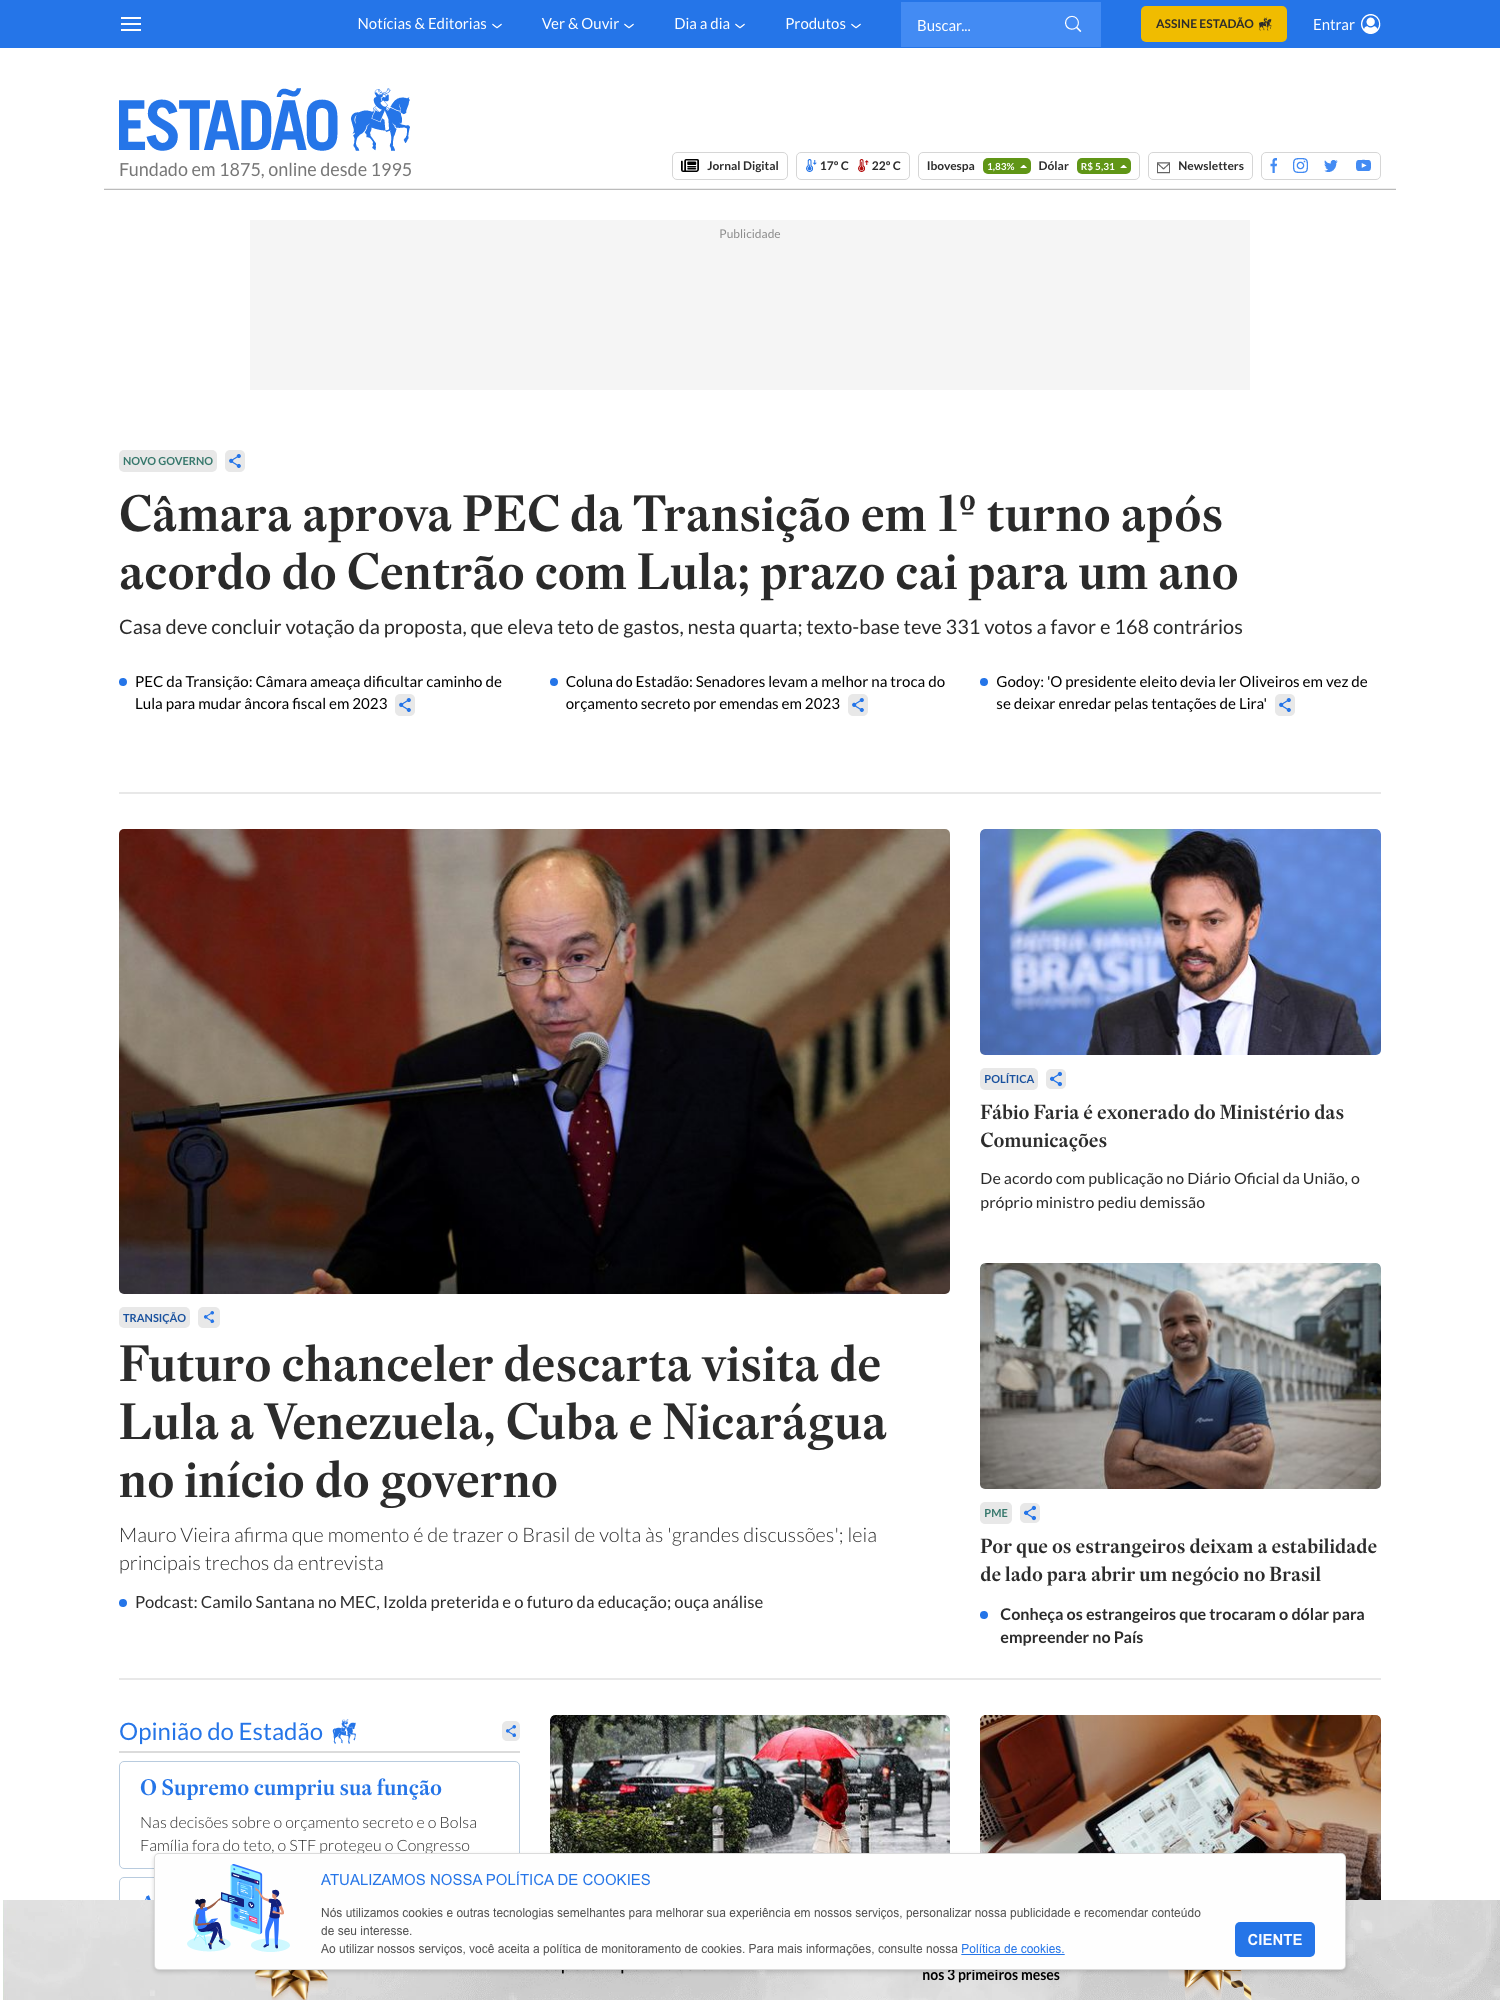 Notícias & Editorias
Ver & Ouvir
Dia a dia
Produtos
Buscar...
ASSINE ESTADÃO
Entrar
ESTADÃO
Fundado em 1875, online desde 1995
Jornal Digital
17º C
22º C
Ibovespa
1,83%
Dólar
R$ 5,31
Newsletters
Publicidade
NOVO GOVERNO
Câmara aprova PEC da Transição em 1º turno após
acordo do Centrão com Lula; prazo cai para um ano
Casa deve concluir votação da proposta, que eleva teto de gastos, nesta quarta; texto-base teve 331 votos a favor e 168 contrários
PEC da Transição: Câmara ameaça dificultar caminho de
Lula para mudar âncora fiscal em 2023
Coluna do Estadão: Senadores levam a melhor na troca do
orçamento secreto por emendas em 2023
Godoy: 'O presidente eleito devia ler Oliveiros em vez de
se deixar enredar pelas tentações de Lira'
TRANSIÇÃO
Futuro chanceler descarta visita de
Lula a Venezuela, Cuba e Nicarágua
no início do governo
Mauro Vieira afirma que momento é de trazer o Brasil de volta às 'grandes discussões'; leia
principais trechos da entrevista
Podcast: Camilo Santana no MEC, Izolda preterida e o futuro da educação; ouça análise
PÁTRIA AMADA
BRASIL
POLÍTICA
Fábio Faria é exonerado do Ministério das
Comunicações
De acordo com publicação no Diário Oficial da União, o
próprio ministro pediu demissão
PME
Por que os estrangeiros deixam a estabilidade
de lado para abrir um negócio no Brasil
Conheça os estrangeiros que trocaram o dólar para
empreender no País
Opinião do Estadão
O Supremo cumpriu sua função
Nas decisões sobre o orçamento secreto e o Bolsa
Família fora do teto, o STF protegeu o Congresso
ATUALIZAMOS NOSSA POLÍTICA DE COOKIES
Nós utilizamos cookies e outras tecnologias semelhantes para melhorar sua experiência em nossos serviços, personalizar nossa publicidade e recomendar conteúdo
de seu interesse.
Ao utilizar nossos serviços, você aceita a política de monitoramento de cookies. Para mais informações, consulte nossa Política de cookies.
CIENTE
nos 3 primeiros meses